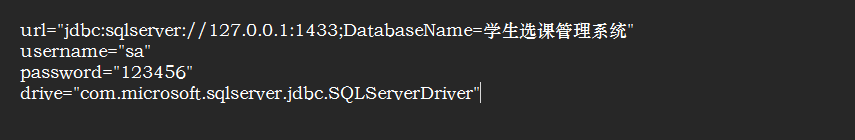 url="jdbc:sqlserver://127.0.0.1:1433;DatabaseName=学生选课管理系统"
username="sa"
password="123456"
drive="com.microsoft.sqlserver.jdbc.SQLServerDriver"